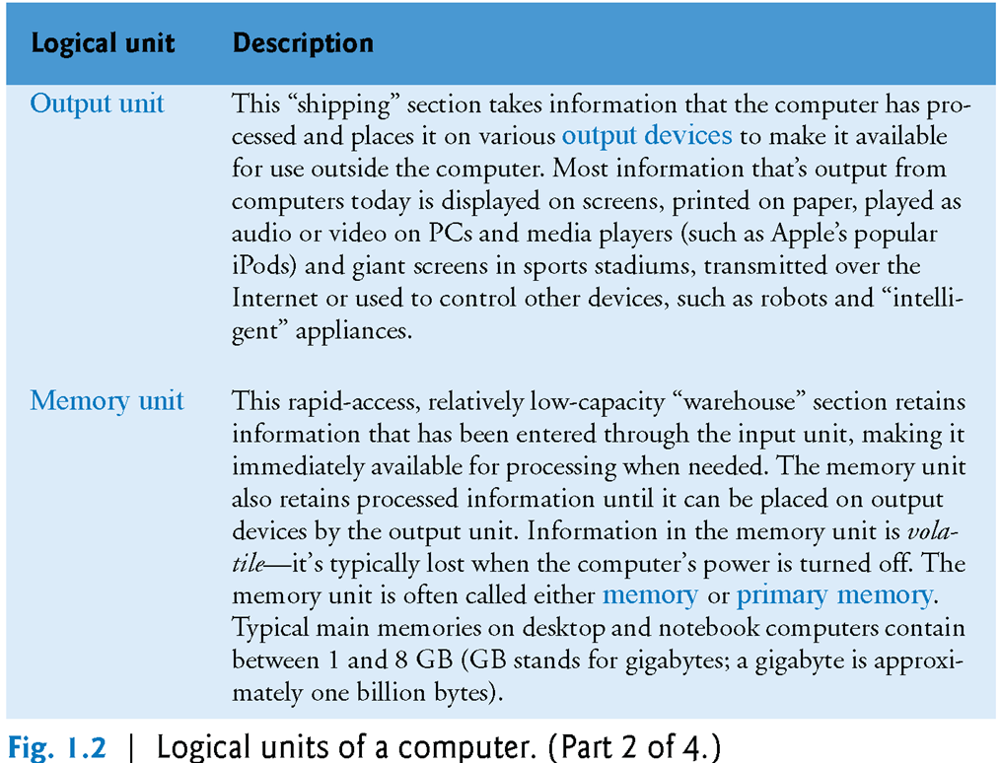 Logical unit Description
Output unit This “shipping” section takes information that the computer has pro-
cessed and places it on various output devices to make it available
for use outside the computer. Most information that’s output from
computers today is displayed on screens, printed on paper, played as
audio or video on PCs and media players (such as Apple’s popular
iPods) and giant screens in sports stadiums, transmitted over the
Internet or used to control other devices, such as robots and “intelli-
gent” appliances.
Memory unit This rapid-access, relatively low-capacity “warehouse” section retains
information that has been entered through the input unit, making it
immediately available for processing when needed. The memory unit
also retains processed information until it can be placed on output
devices by the output unit. Information in the memory unit is vola-
tile—it’s typically lost when the computer’s power is turned off. The
memory unit is often called either memory or primary memory.
Typical main memories on desktop and notebook computers contain
between 1 and 8 GB (GB stands for gigabytes; a gigabyte is approxi-
mately one billion bytes).
Fig. 1.2 | Logical units of a computer. (Part 2 of 4.)